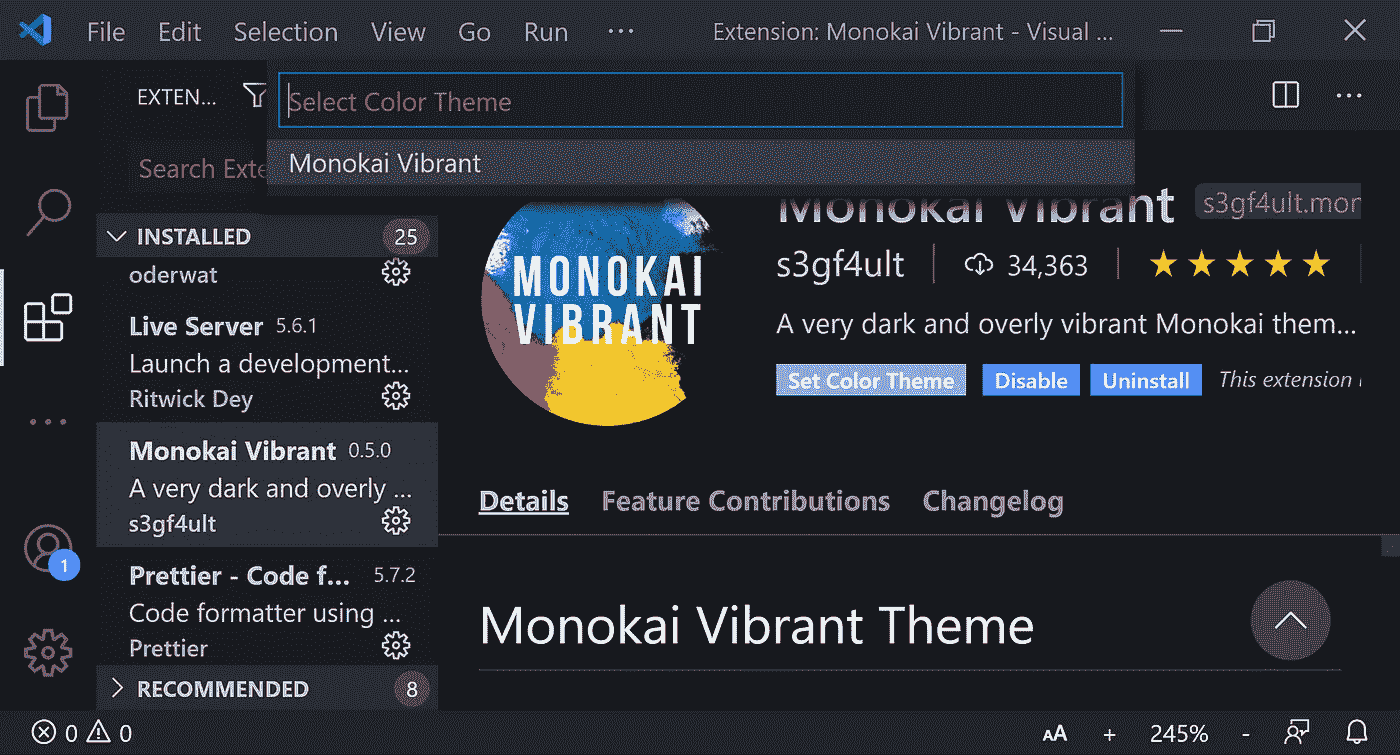 File Edit Selection View Go Run ··· Extension: Monokai Vibrant - Visual ...
EXTEN...
Select Color Theme
Search Exte
Monokai Vibrant
Monokai Vibrant s3gf4ult.mon
INSTALLED 25
oderwat
Live Server 5.6.1
Launch a development...
Ritwick Dey
Monokai Vibrant 0.5.0
A very dark and overly ...
s3gf4ult
Prettier - Code f... 5.7.2
Code formatter using ...
Prettier
RECOMMENDED 8
MONOKAI
VIBRANT
s3gf4ult 34,363
A very dark and overly vibrant Monokai them...
Set Color Theme Disable Uninstall This extension
Details Feature Contributions Changelog
Monokai Vibrant Theme
1
0 0 AA + 245% -